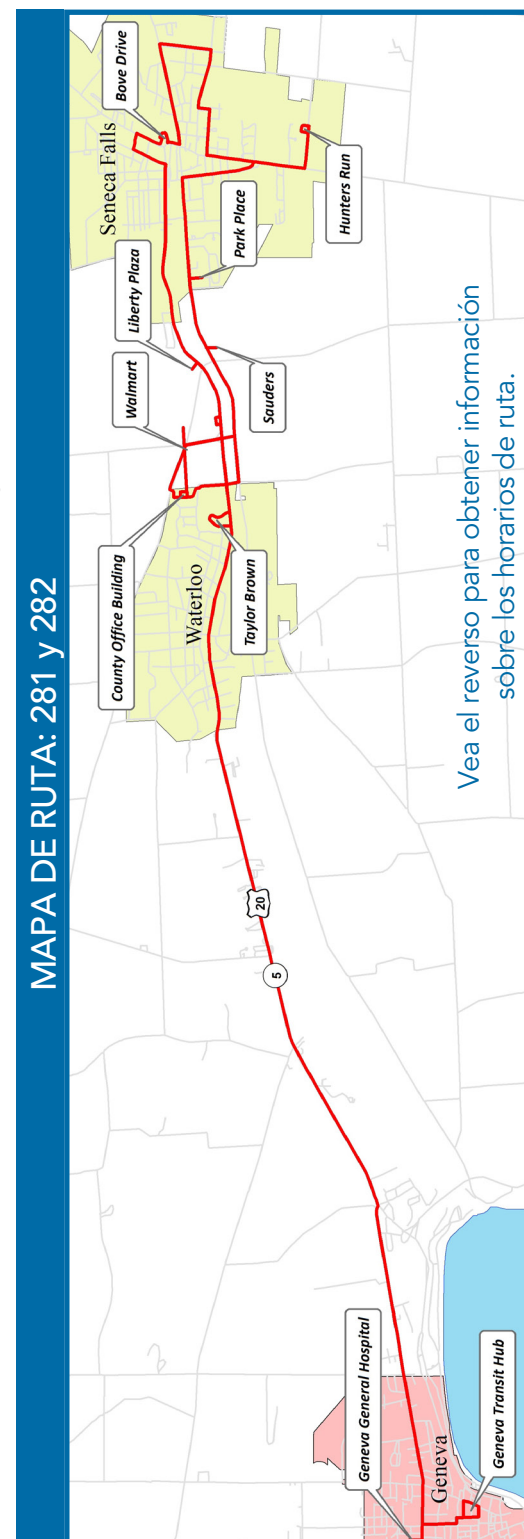 MAPA DE RUTA: 281 y 282
Seneca Falls
Bove Drive
Hunters Run
Park Place
Liberty Plaza
Walmart
Sauders
County Office Building
Waterloo
Taylor Brown
20
5
Geneva General Hospital
Geneva
Geneva Transit Hub
Vea el reverso para obtener información
sobre los horarios de ruta.